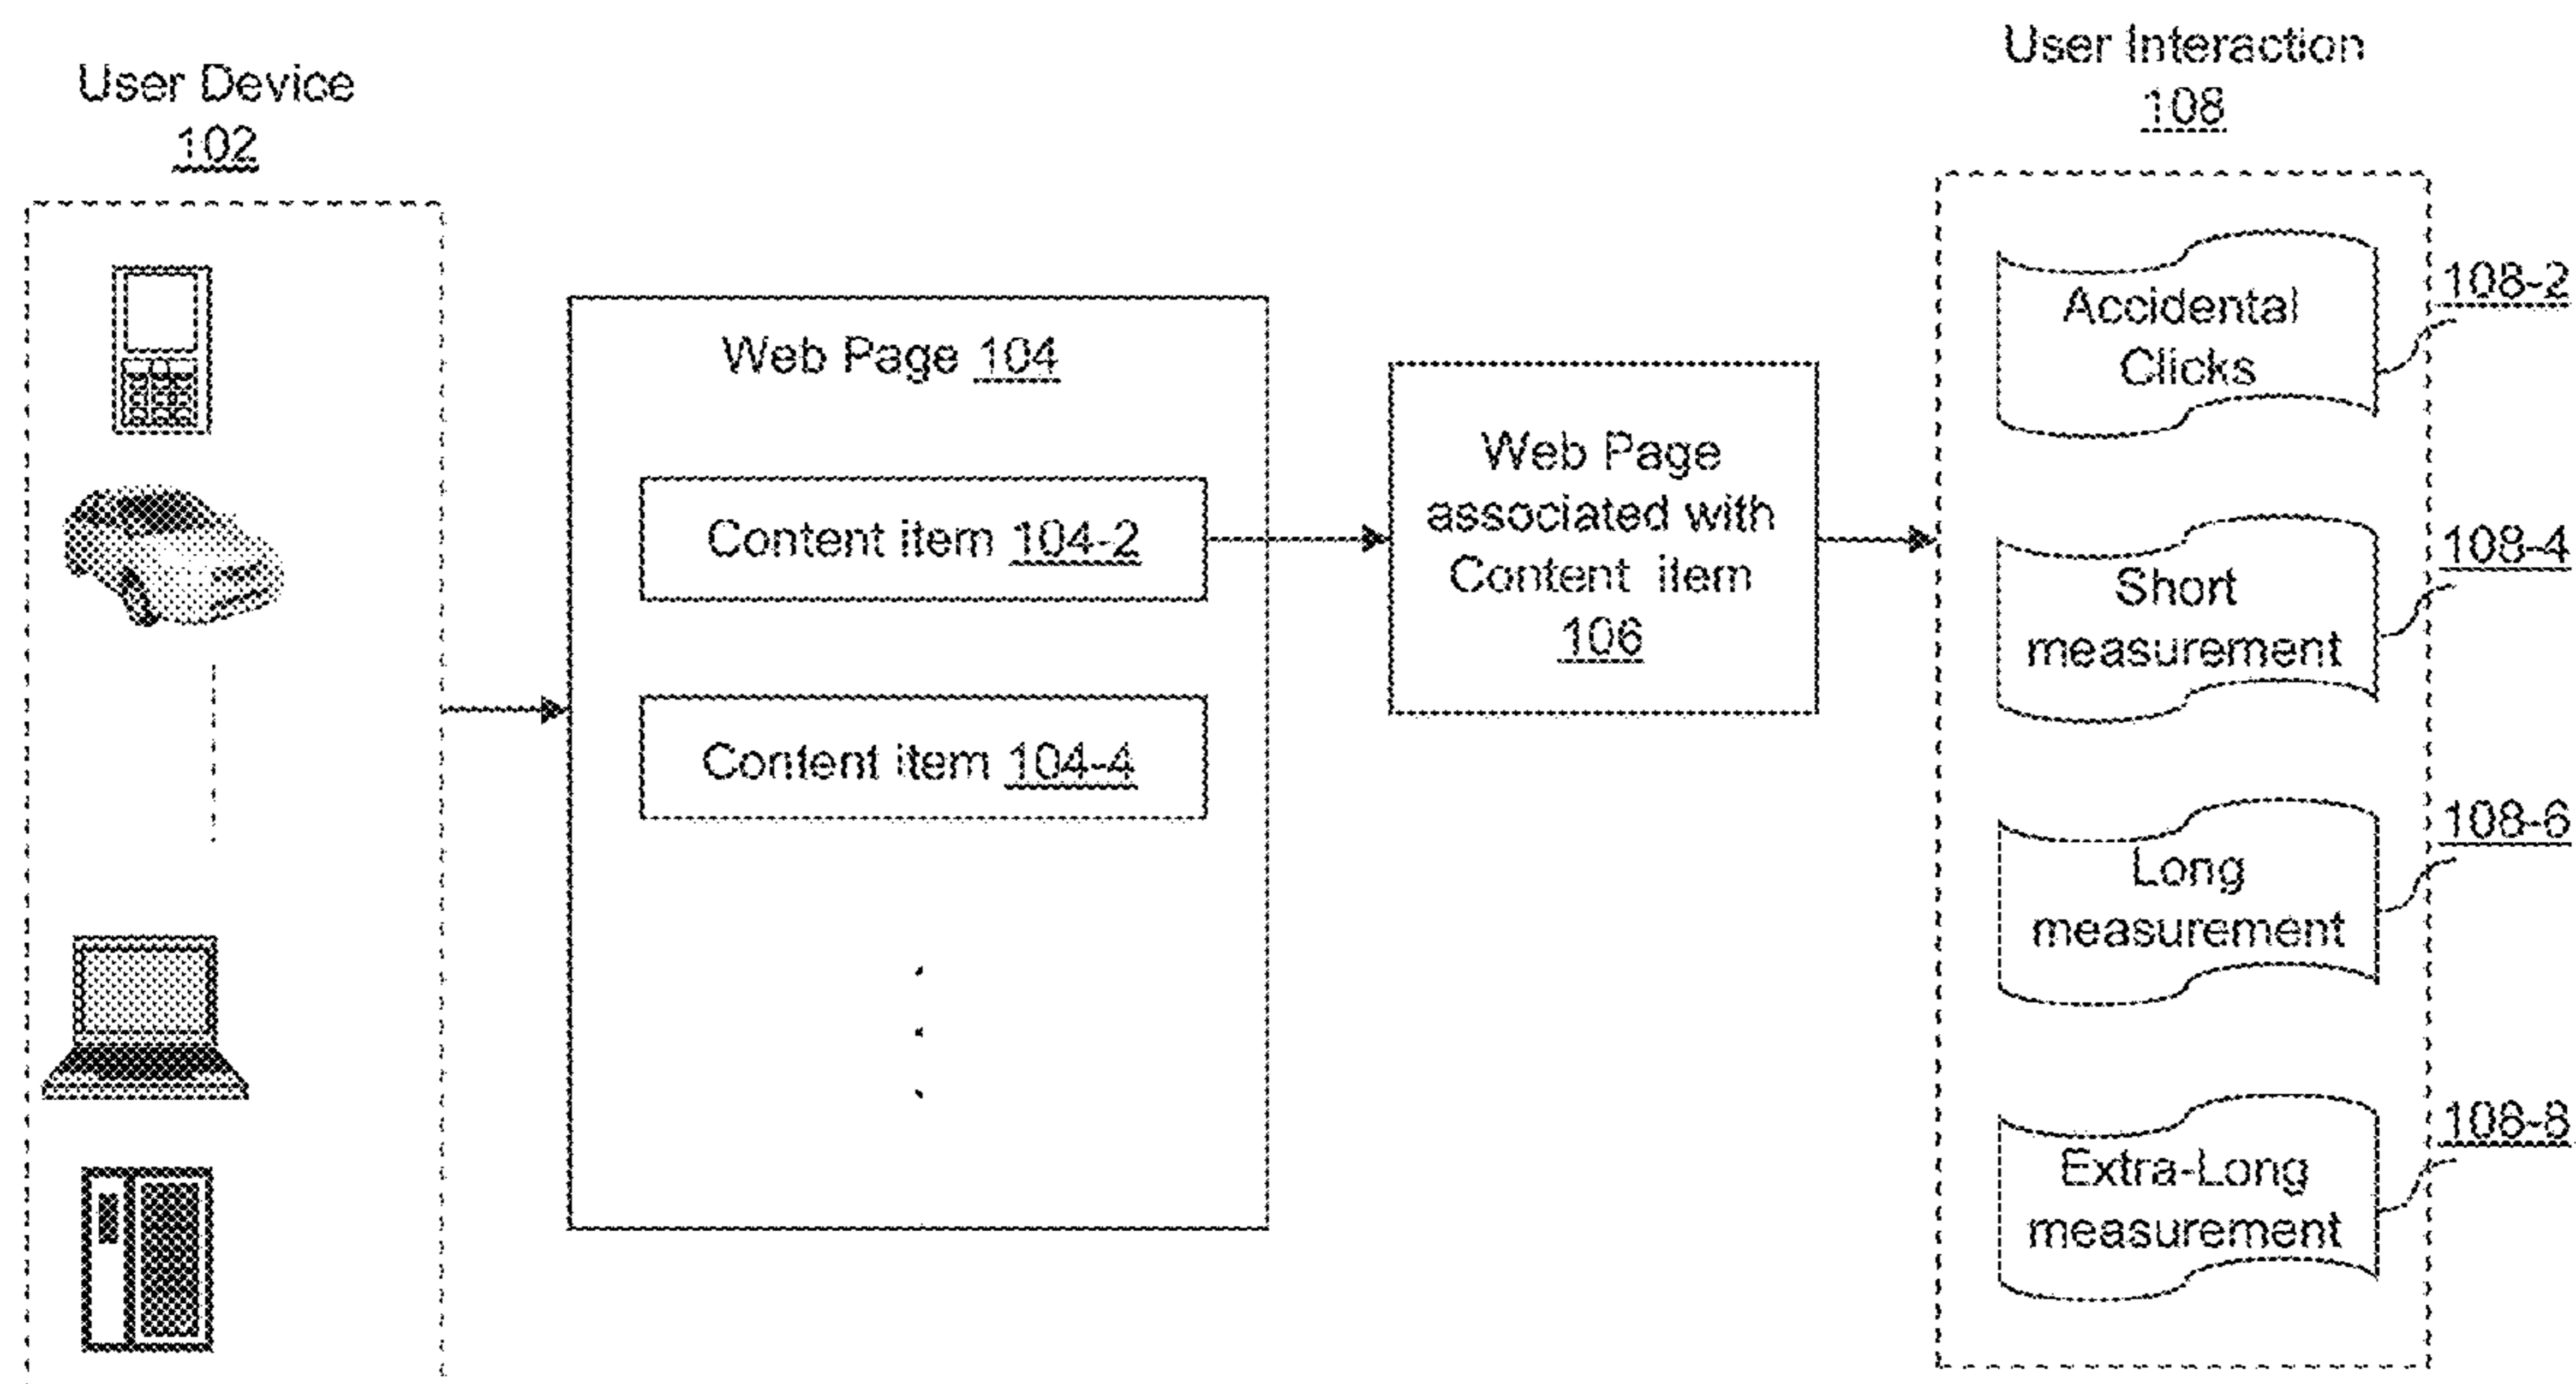 User Device
102
Web Page 104
Content item 104-2
Content item 104-4
Web Page
associated with
Content item
106
User Interaction
108
Accidental
Clicks
108-2
Short
measurement
108-4
Long
measurement
108-6
Extra-Long
measurement
108-8